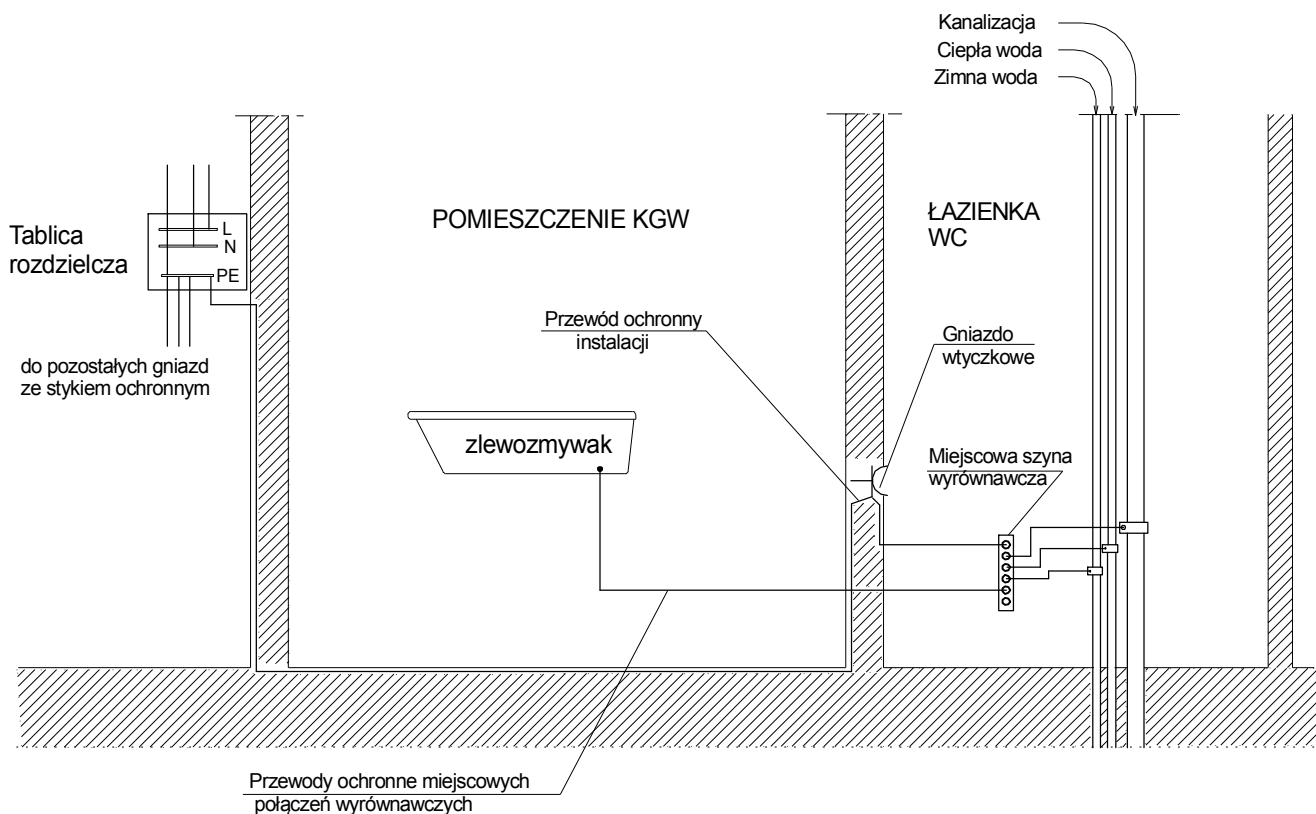 Kanalizacja
Ciepła woda
Zimna woda
POMIESZCZENIE KGW
ŁAZIENKA
WC
Tablica
rozdzielcza
L
N
PE
do pozostałych gniazd
ze stykiem ochronnym
Przewód ochronny
instalacji
Gniazdo
wtyczkowe
zlewozmywak
Miejscowa szyna
wyrównawcza
Przewody ochronne miejscowych
połączeń wyrównawczych